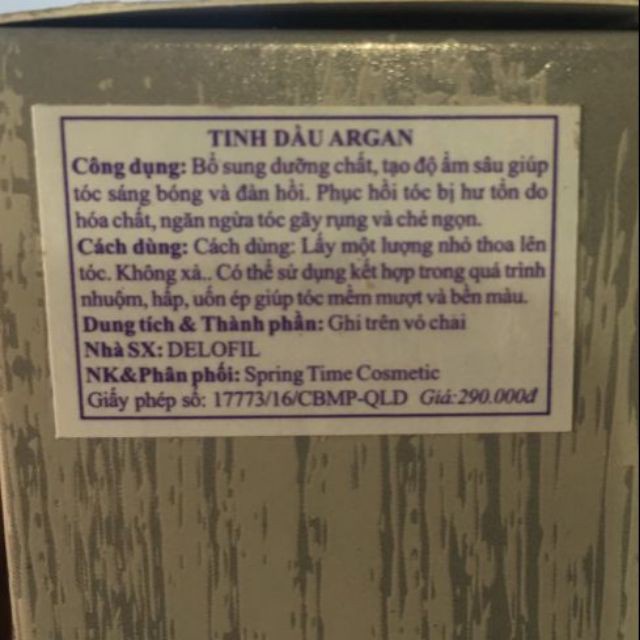 TINH DẦU ARGAN
Công dụng: Bổ sung dưỡng chất, tạo độ ẩm sâu giúp
tóc sáng bóng và đàn hồi. Phục hồi tóc bị hư tổn do
hóa chất, ngăn ngừa tóc gãy rụng và chẻ ngọn.
Cách dùng: Cách dùng: Lấy một lượng nhỏ thoa lên
tóc. Không xả.. Có thể sử dụng kết hợp trong quá trình
nhuộm, hấp, uốn ép giúp tóc mềm mượt và bền màu.
Dung tích & Thành phần: Ghi trên vỏ chai
Nhà SX: DELOFIL
NK&Phân phối: Spring Time Cosmetic
Giấy phép số: 17773/16/CBMP-QLD Giá:290.000đ